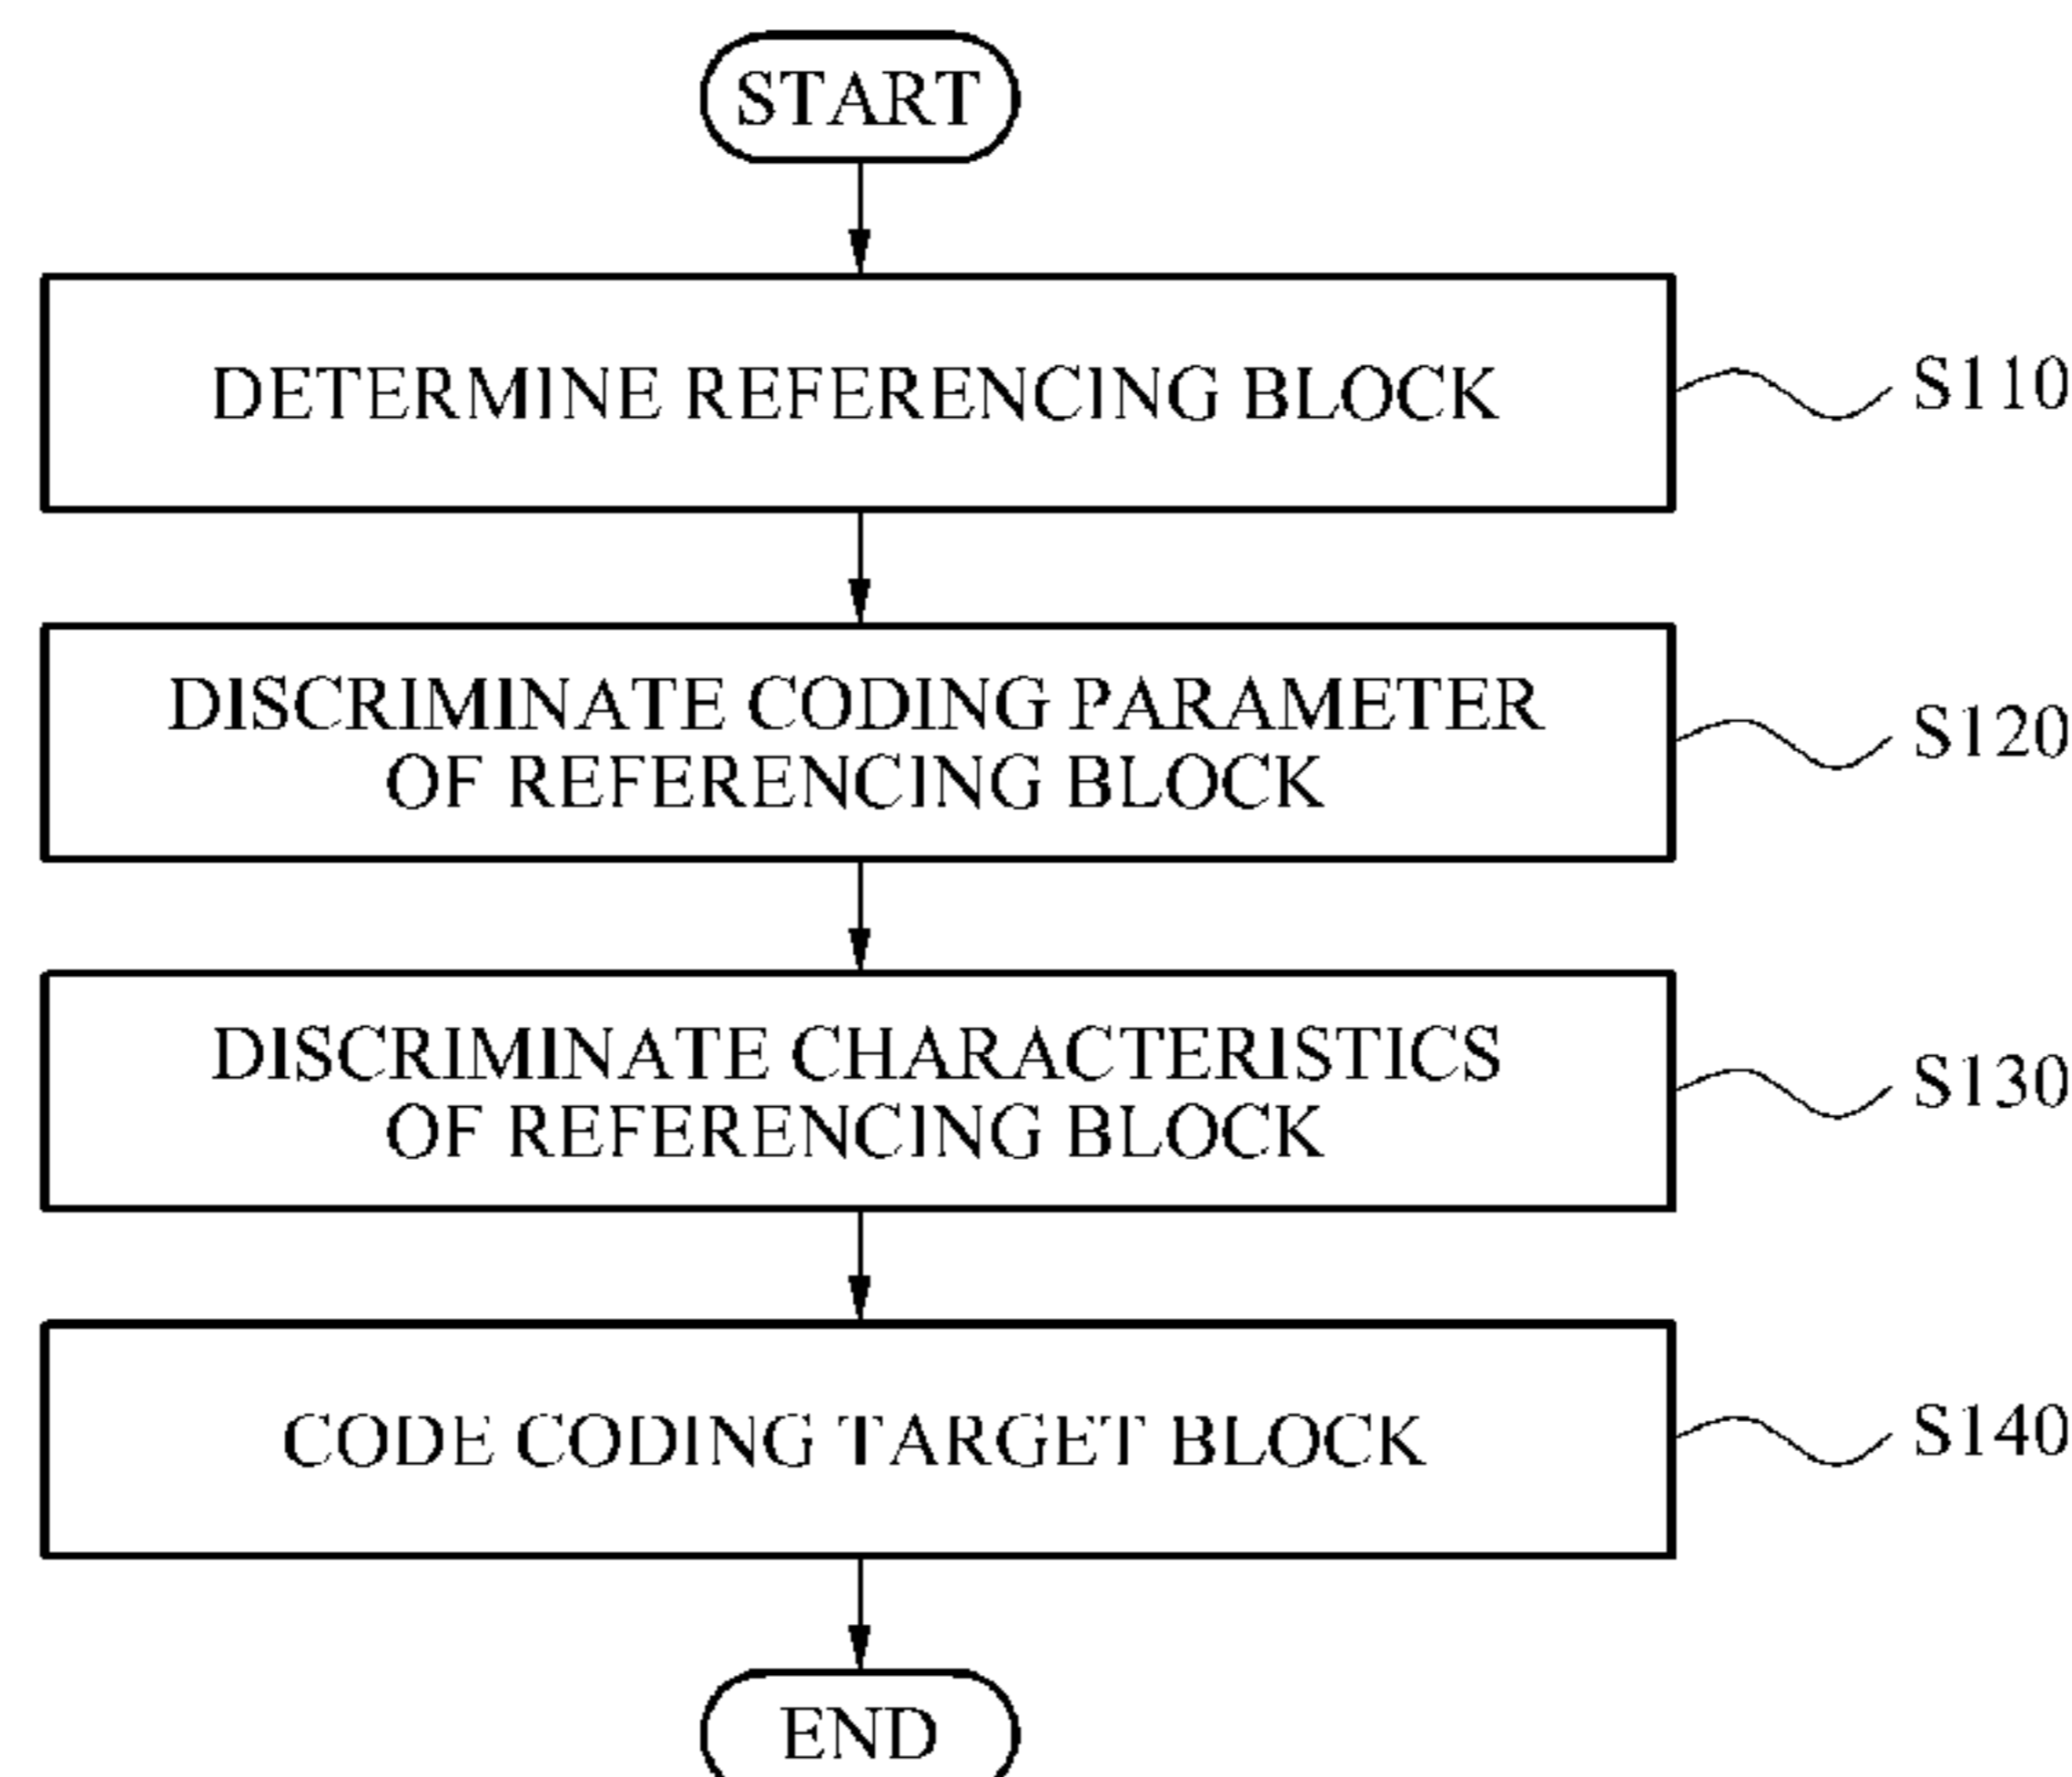 START
DETERMINE REFERENCING BLOCK
S110
DISCRIMINATE CODING PARAMETER
OF REFERENCING BLOCK
S120
DISCRIMINATE CHARACTERISTICS
OF REFERENCING BLOCK
S130
CODE CODING TARGET BLOCK
S140
END